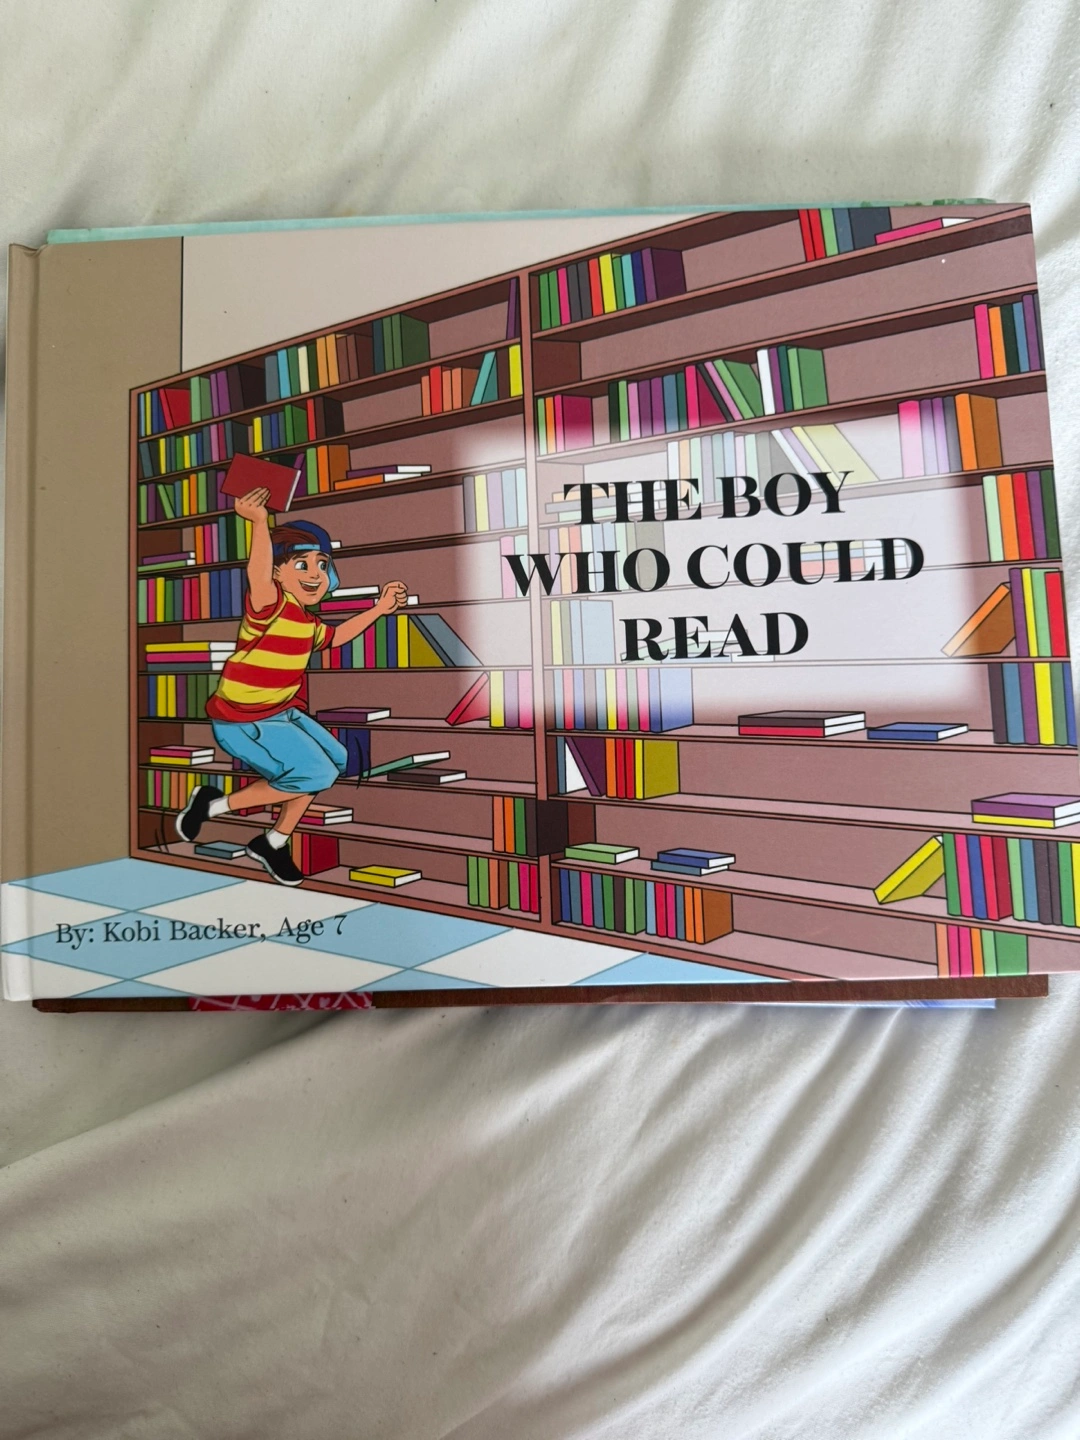 THE BOY
WHO COULD
READ
By: Kobi Backer, Age 7